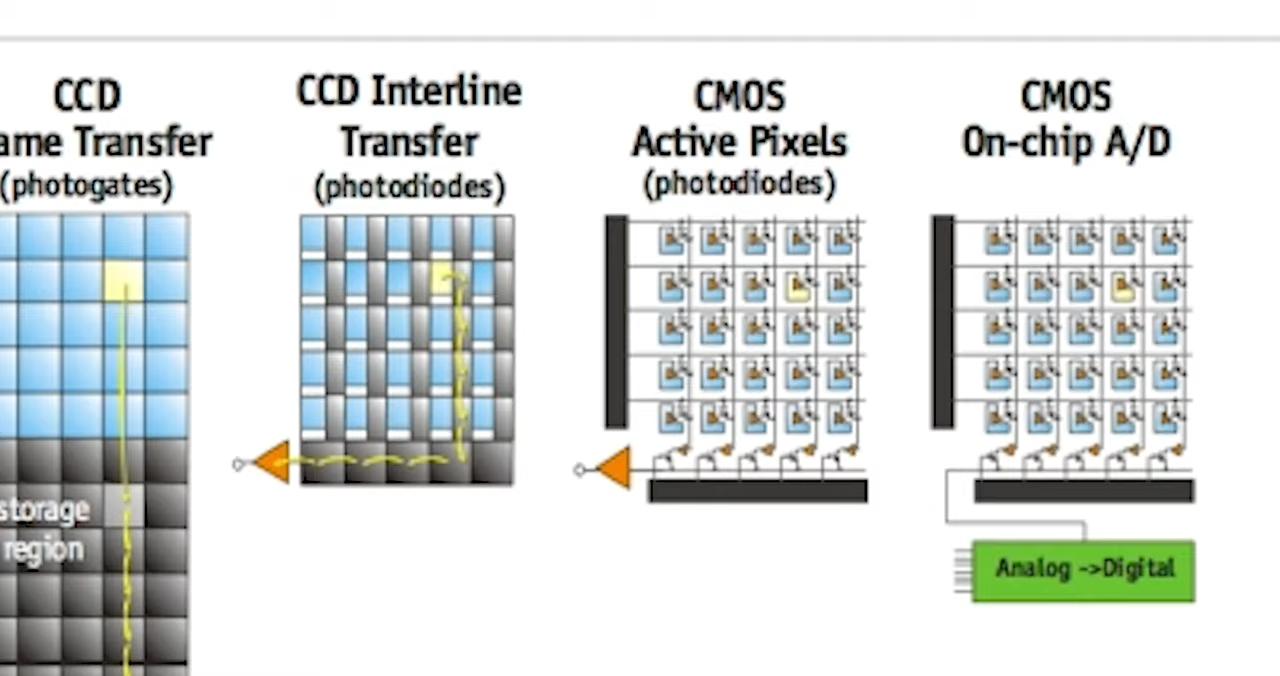 CCD
ame Transfer
(photogates)
storage
region
CCD Interline
Transfer
(photodiodes)
CMOS
Active Pixels
(photodiodes)
CMOS
On-chip A/D
Analog ->Digital